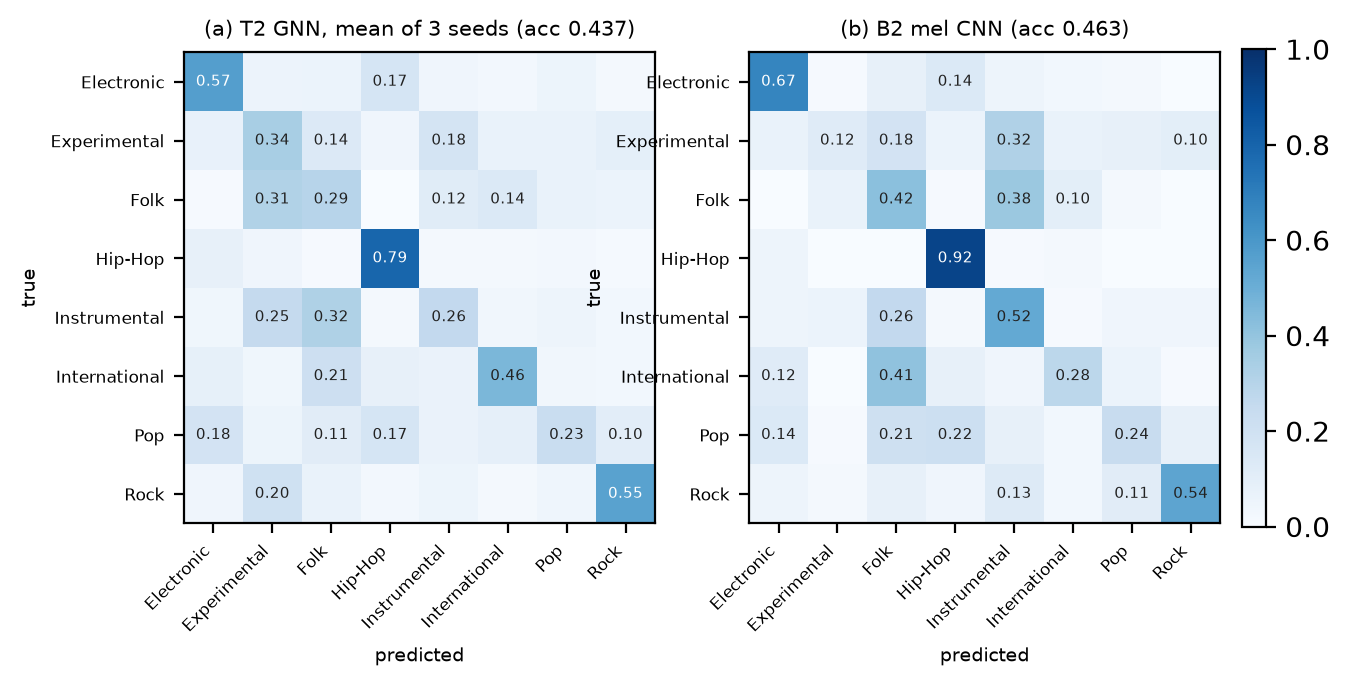 (a) T2 GNN, mean of 3 seeds (acc 0.437)
true
Electronic 0.57 0.17
Experimental 0.34 0.14 0.18
Folk 0.31 0.29 0.12 0.14
Hip-Hop 0.79
Instrumental 0.25 0.32 0.26
International 0.21 0.46
Pop 0.18 0.11 0.17 0.23 0.10
Rock 0.20 0.55
Electronic Experimental Folk Hip-Hop Instrumental International Pop Rock
predicted
(b) B2 mel CNN (acc 0.463)
true
Electronic 0.67 0.14
Experimental 0.12 0.18 0.32 0.10
Folk 0.42 0.38 0.10
Hip-Hop 0.92
Instrumental 0.26 0.52
International 0.12 0.41 0.28
Pop 0.14 0.21 0.22 0.24
Rock 0.13 0.11 0.54
Electronic Experimental Folk Hip-Hop Instrumental International Pop Rock
predicted
1.0
0.8
0.6
0.4
0.2
0.0